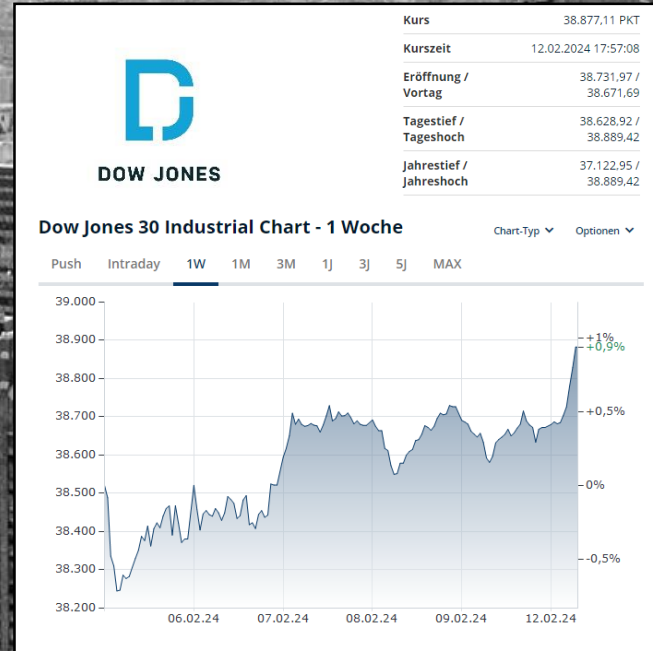 Kurs 38.877,11 PKT
Kurszeit 12.02.2024 17:57:08
Eröffnung / 38.731,97 /
Vortag 38.671,69
Tagestief / 38.628,92 /
Tageshoch 38.889,42
Jahrestief / 37.122,95 /
Jahreshoch 38.889,42
DOW JONES
Dow Jones 30 Industrial Chart - 1 Woche Chart-Typ Optionen
Push Intraday 1W 1M 3M 1J 3J 5J MAX
39.000
38.900
38.800
38.700
38.600
38.500
38.400
38.300
38.200
+1%
+0,9%
+0,5%
0%
-0,5%
06.02.24 07.02.24 08.02.24 09.02.24 12.02.24